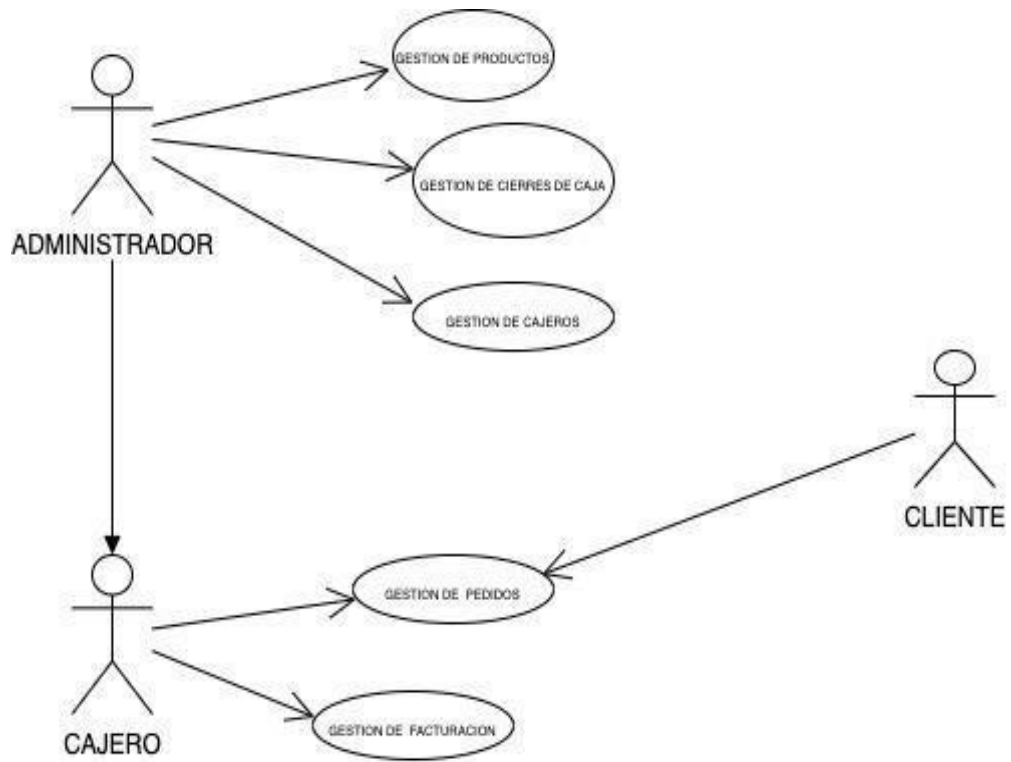 GESTION DE PRODUCTOS
GESTION DE CIERRES DE CAJA
ADMINISTRADOR
GESTION DE CAJEROS
CLIENTE
GESTION DE PEDIDOS
GESTION DE FACTURACION
CAJERO